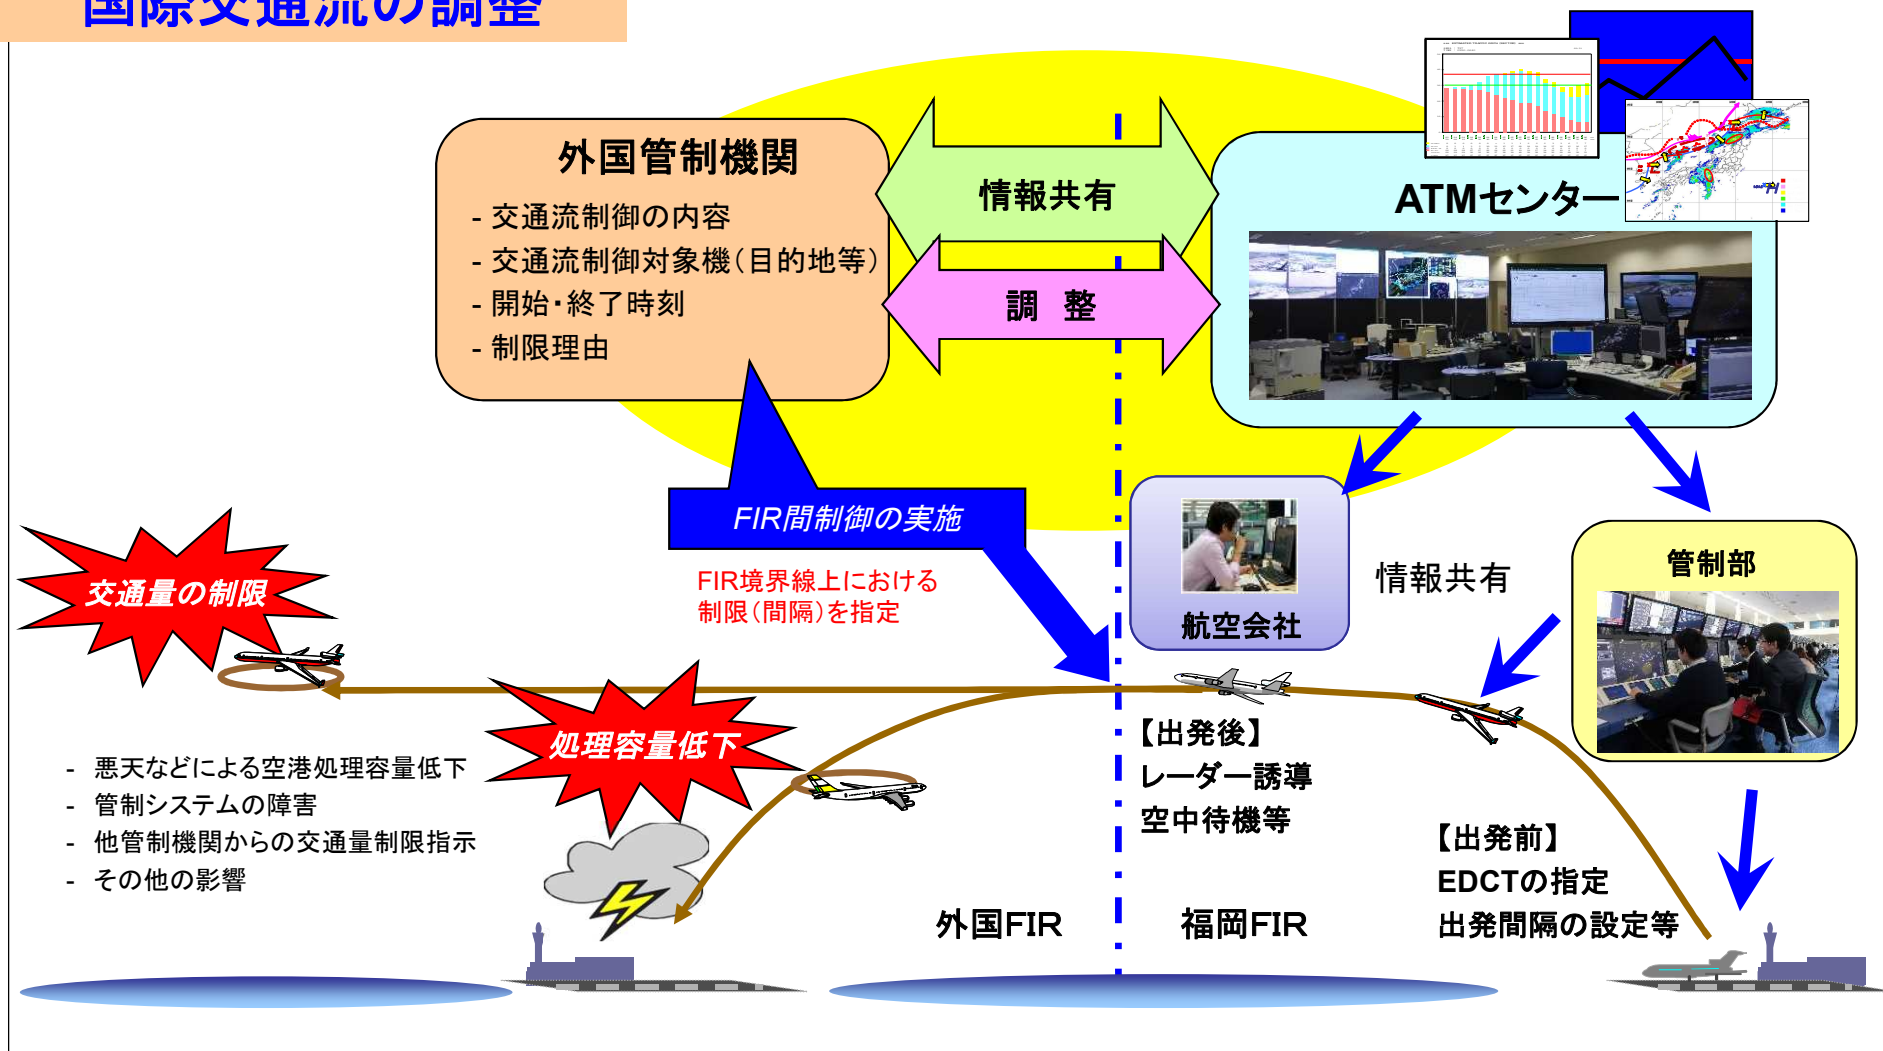 国際交通流の調整
外国管制機関
- 交通流制御の内容
- 交通流制御対象機（目的地等）
- 開始・終了時刻
- 制限理由
情報共有
調　整
ATMセンター
FIR間制御の実施
FIR境界線上における
制限（間隔）を指定
航空会社
情報共有
管制部
交通量の制限
処理容量低下
- 悪天などによる空港処理容量低下
- 管制システムの障害
- 他管制機関からの交通量制限指示
- その他の影響
【出発後】
レーダー誘導
空中待機等
【出発前】
EDCTの指定
出発間隔の設定等
外国FIR
福岡FIR